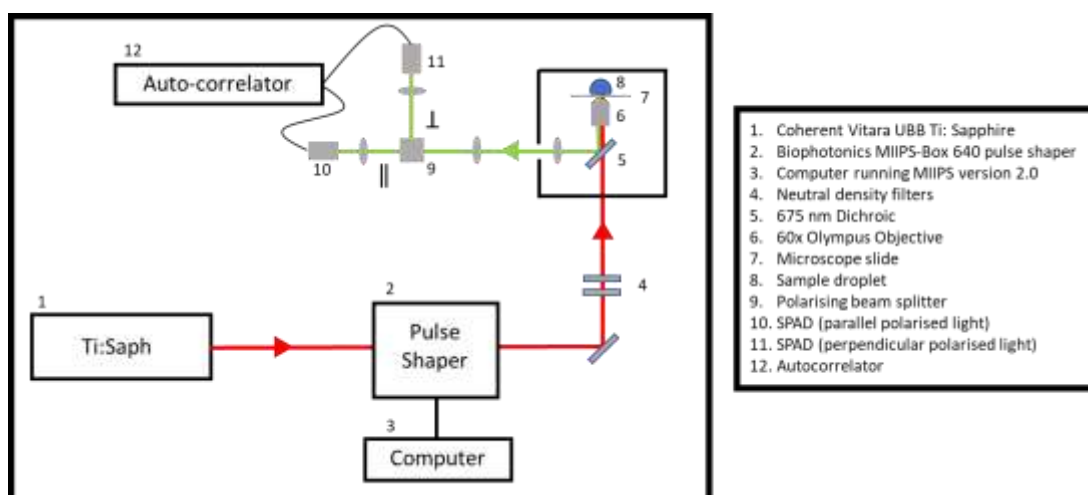 12
Auto-correlator
11
⊥
10
||
9
8
7
6
5
4
1
Ti:Saph
2
Pulse
Shaper
3
Computer
1. Coherent Vitara UBB Ti: Sapphire
2. Biophotonics MIIPS-Box 640 pulse shaper
3. Computer running MIIPS version 2.0
4. Neutral density filters
5. 675 nm Dichroic
6. 60x Olympus Objective
7. Microscope slide
8. Sample droplet
9. Polarising beam splitter
10. SPAD (parallel polarised light)
11. SPAD (perpendicular polarised light)
12. Autocorrelator